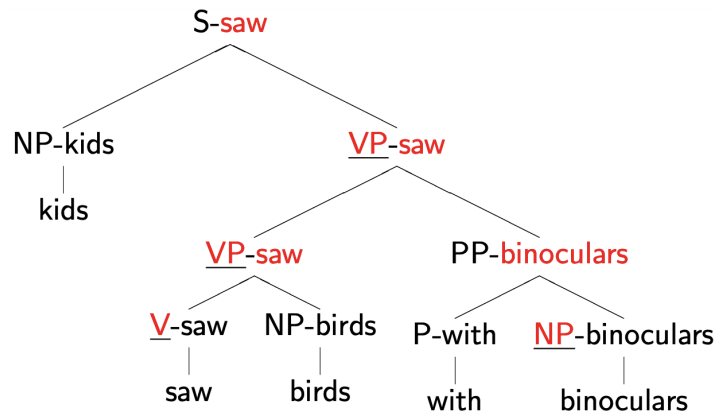 S-saw
NP-kids VP-saw
kids
VP-saw PP-binoculars
V-saw NP-birds P-with NP-binoculars
saw birds with binoculars